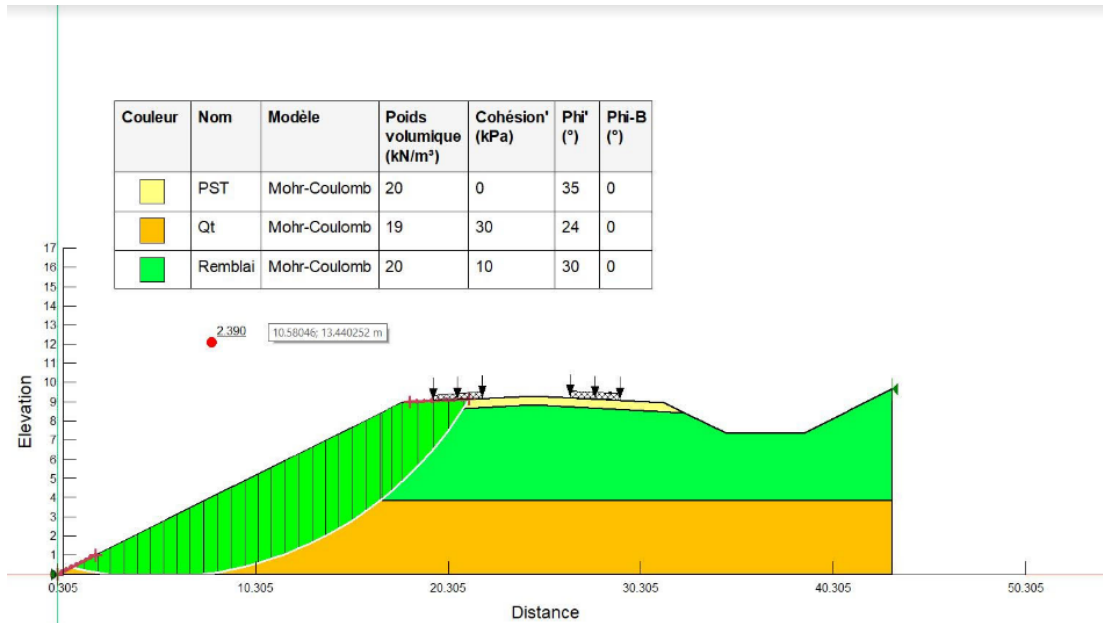 Couleur Nom Modèle Poids volumique (kN/m³) Cohésion' (kPa) Phi' (°) Phi-B (°)
PST Mohr-Coulomb 20 0 35 0
Qt Mohr-Coulomb 19 30 24 0
Remblai Mohr-Coulomb 20 10 30 0
17
16
15
14
13
12
11
10
9
8
7
6
5
4
3
2
1
Elevation
2.390
10.58046; 13.440252 m
0.305 10.305 20.305 30.305 40.305 50.305
Distance